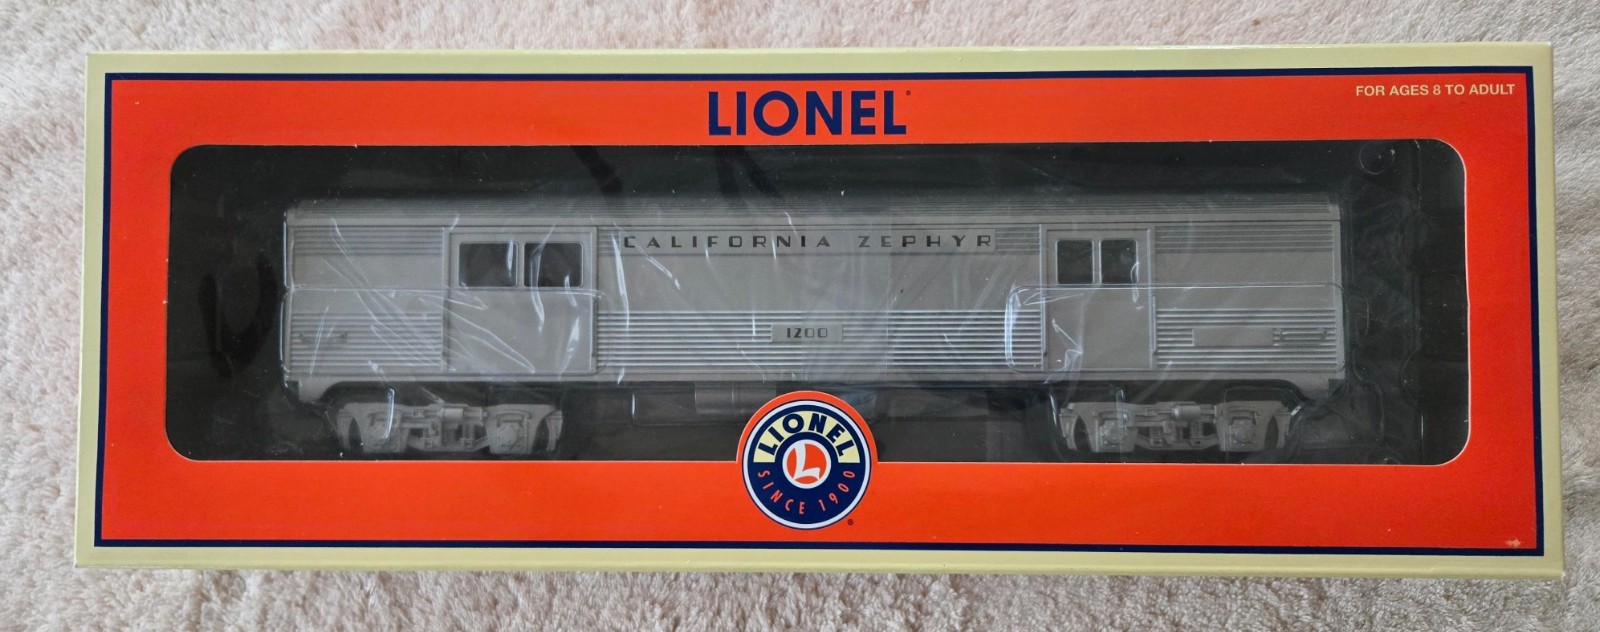 LIONEL
FOR AGES 8 TO ADULT
CALIFORNIA ZEPHYR
1200
LIONEL
L
SINCE 1900